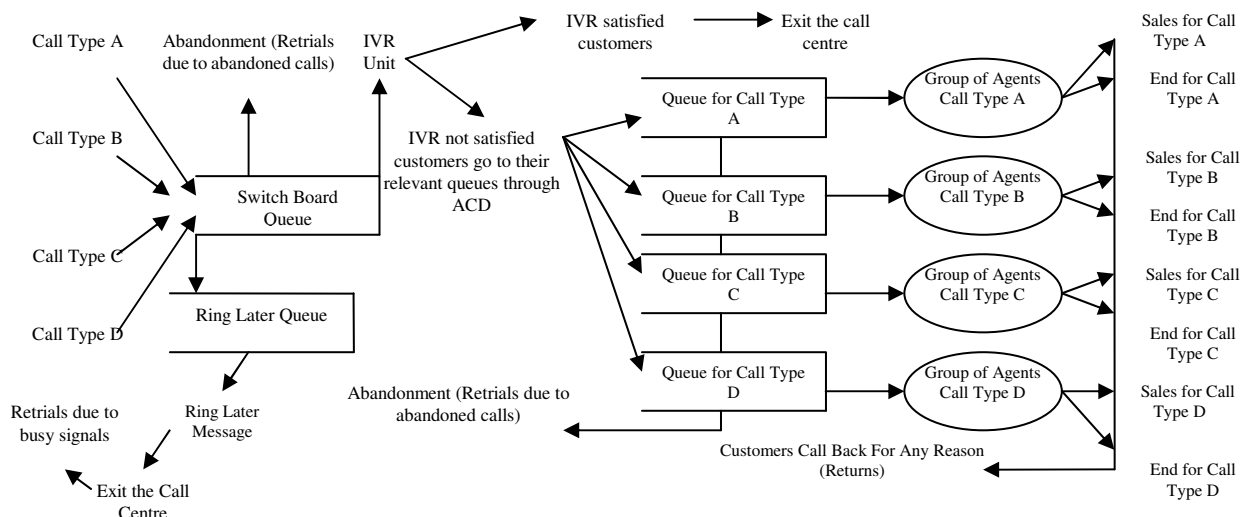 Call Type A
Call Type B
Call Type C
Call Type D
Abandonment (Retrials
due to abandoned calls)
IVR
Unit
Switch Board
Queue
Ring Later Queue
Ring Later
Message
Retrials due to
busy signals
Exit the Call
Centre
IVR satisfied
customers
Exit the call
centre
IVR not satisfied
customers go to their
relevant queues through
ACD
Queue for Call Type
A
Queue for Call Type
B
Queue for Call Type
C
Queue for Call Type
D
Abandonment (Retrials due to
abandoned calls)
Group of Agents
Call Type A
Group of Agents
Call Type B
Group of Agents
Call Type C
Group of Agents
Call Type D
Customers Call Back For Any Reason
(Returns)
Sales for Call
Type A
End for Call
Type A
Sales for Call
Type B
End for Call
Type B
Sales for Call
Type C
End for Call
Type C
Sales for Call
Type D
End for Call
Type D